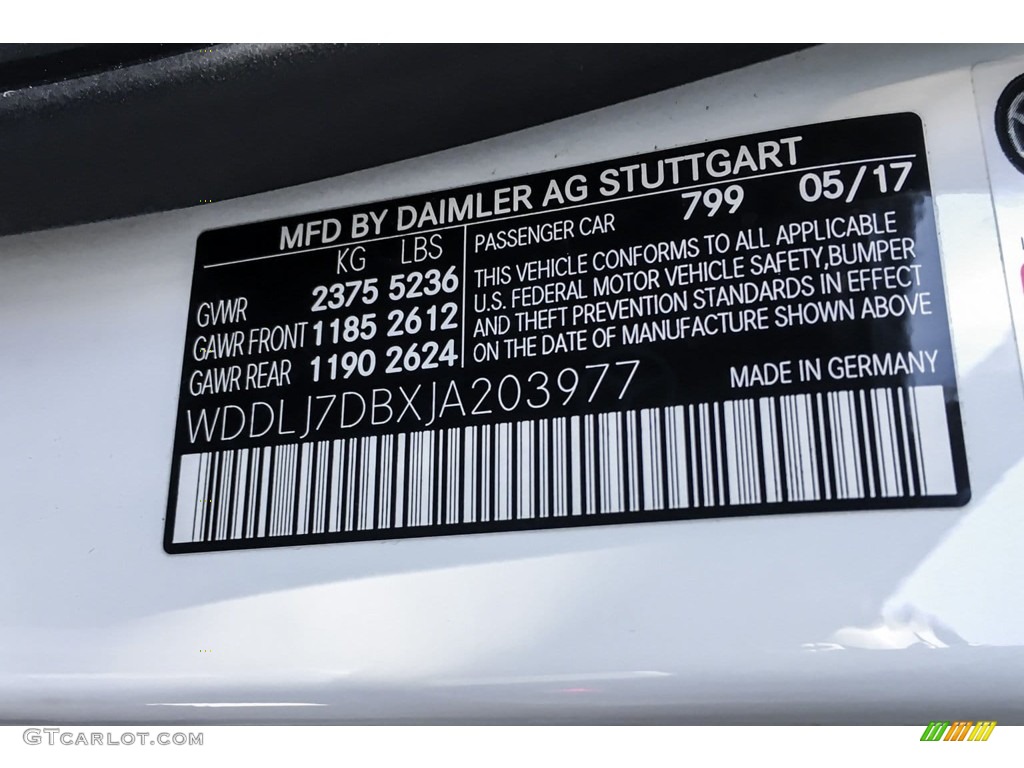 MFD BY DAIMLER AG STUTTGART
KG LBS
GVWR 2375 5236
GAWR FRONT 1185 2612
GAWR REAR 1190 2624
799 05/17
PASSENGER CAR
THIS VEHICLE CONFORMS TO ALL APPLICABLE
U.S. FEDERAL MOTOR VEHICLE SAFETY,BUMPER
AND THEFT PREVENTION STANDARDS IN EFFECT
ON THE DATE OF MANUFACTURE SHOWN ABOVE
WDDLJ7DBXJA203977
MADE IN GERMANY
GTCARLOT.COM